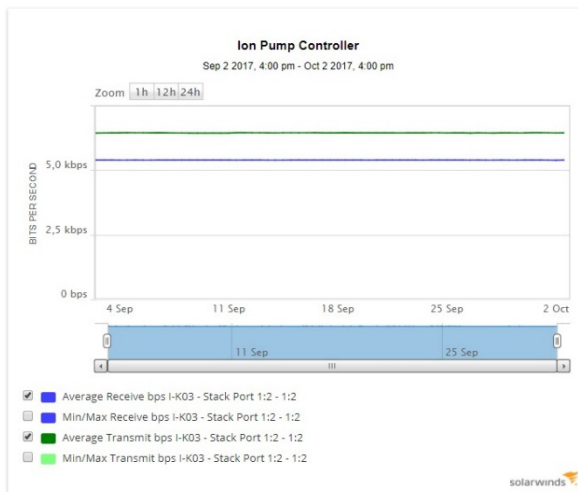 Ion Pump Controller
Sep 2 2017, 4:00 pm - Oct 2 2017, 4:00 pm
Zoom 1h 12h 24h
BITS PER SECOND
5,0 kbps
2,5 kbps
0 bps
4 Sep 11 Sep 18 Sep 25 Sep 2 Oct
11 Sep 25 Sep
Average Receive bps I-K03 - Stack Port 1:2 - 1:2
Min/Max Receive bps I-K03 - Stack Port 1:2 - 1:2
Average Transmit bps I-K03 - Stack Port 1:2 - 1:2
Min/Max Transmit bps I-K03 - Stack Port 1:2 - 1:2
solarwinds